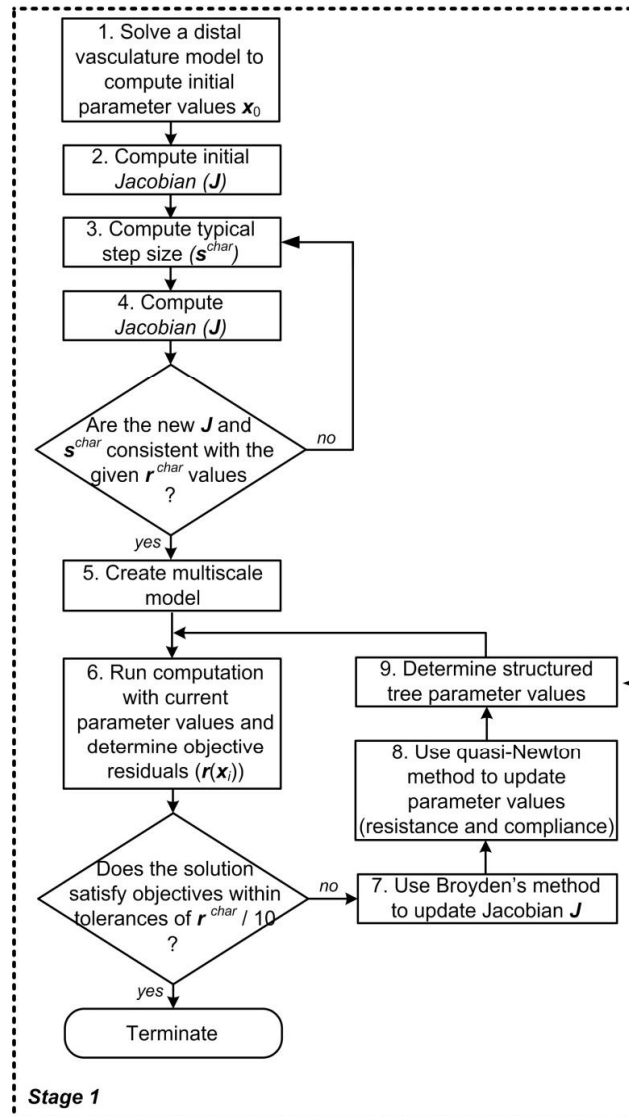 1. Solve a distal
vasculature model to
compute initial
parameter values x0
2. Compute initial
Jacobian (J)
3. Compute typical
step size (s^char)
4. Compute
Jacobian (J)
Are the new J and
s^char consistent with the
given r^char values
?
no
yes
5. Create multiscale
model
6. Run computation
with current
parameter values and
determine objective
residuals (r(xi))
Does the solution
satisfy objectives within
tolerances of r^char / 10
?
no
yes
7. Use Broyden's method
to update Jacobian J
8. Use quasi-Newton
method to update
parameter values
(resistance and compliance)
9. Determine structured
tree parameter values
Terminate
Stage 1